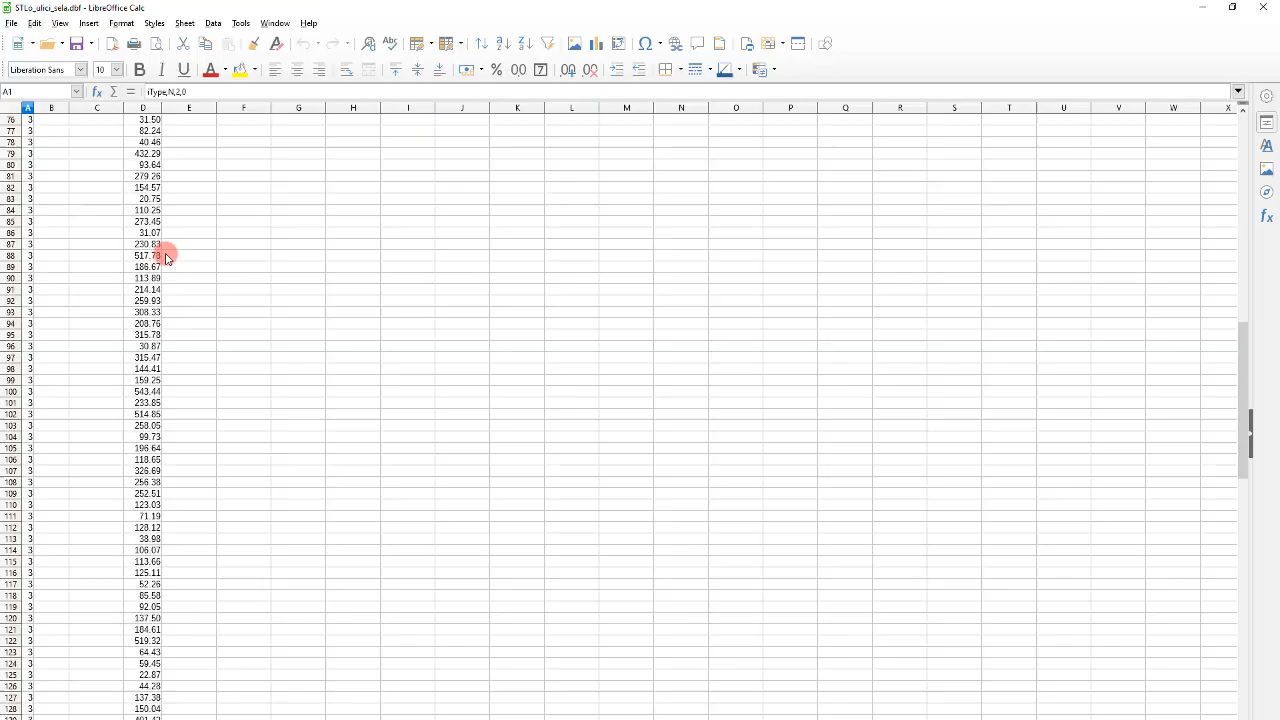 STLo_ulici_sela.dbf - LibreOffice Calc
File Edit View Insert Format Styles Sheet Data Tools Window Help
Liberation Sans 10
A1 iType,N,2,0
A B C D E F G H I J K L M N O P Q R S T U V W X
76 3 31.50
77 3 82.24
78 3 40.46
79 3 432.29
80 3 93.64
81 3 279.26
82 3 154.57
83 3 20.75
84 3 110.25
85 3 273.45
86 3 31.07
87 3 230.83
88 3 517.78
89 3 186.67
90 3 113.89
91 3 214.14
92 3 259.93
93 3 308.33
94 3 208.76
95 3 315.78
96 3 30.87
97 3 315.47
98 3 144.41
99 3 159.25
100 3 543.44
101 3 233.85
102 3 514.85
103 3 258.05
104 3 99.73
105 3 196.64
106 3 118.65
107 3 326.69
108 3 256.38
109 3 252.51
110 3 123.03
111 3 71.19
112 3 128.12
113 3 38.98
114 3 106.07
115 3 113.66
116 3 125.11
117 3 52.26
118 3 85.58
119 3 92.05
120 3 137.50
121 3 184.61
122 3 519.32
123 3 64.43
124 3 59.45
125 3 22.87
126 3 44.28
127 3 137.38
128 3 150.04